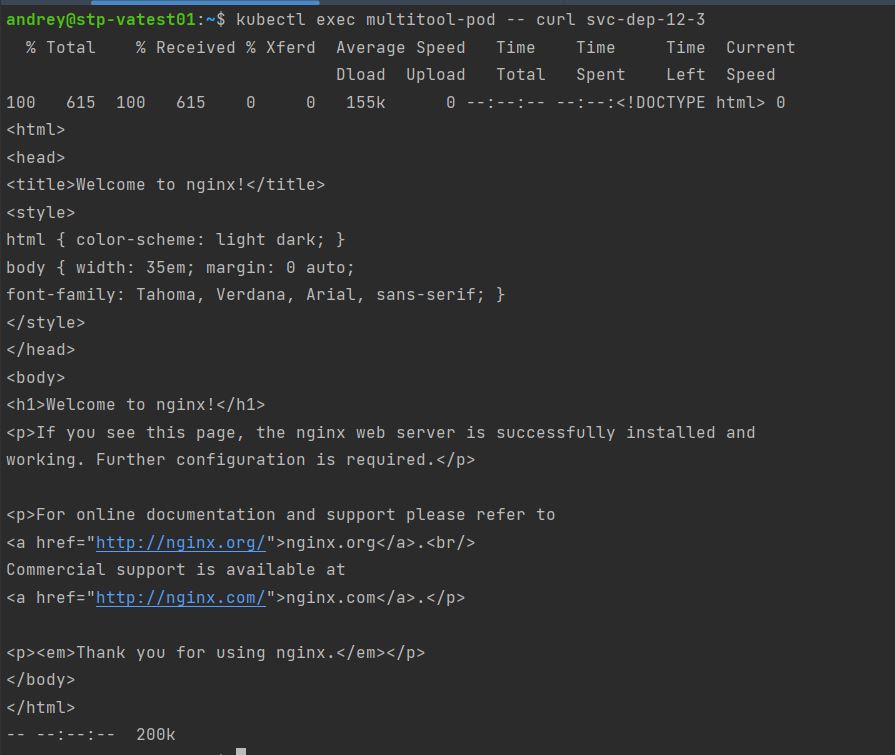 andrey@stp-vatest01:~$ kubectl exec multitool-pod -- curl svc-dep-12-3
  % Total    % Received % Xferd  Average Speed   Time    Time     Time  Current
                                 Dload  Upload   Total   Spent    Left  Speed
100   615  100   615    0     0   155k      0 --:--:-- --:--:<!DOCTYPE html> 0
<html>
<head>
<title>Welcome to nginx!</title>
<style>
html { color-scheme: light dark; }
body { width: 35em; margin: 0 auto;
font-family: Tahoma, Verdana, Arial, sans-serif; }
</style>
</head>
<body>
<h1>Welcome to nginx!</h1>
<p>If you see this page, the nginx web server is successfully installed and
working. Further configuration is required.</p>

<p>For online documentation and support please refer to
<a href="http://nginx.org/">nginx.org</a>.<br/>
Commercial support is available at
<a href="http://nginx.com/">nginx.com</a>.</p>

<p><em>Thank you for using nginx.</em></p>
</body>
</html>
-- --:--:--  200k